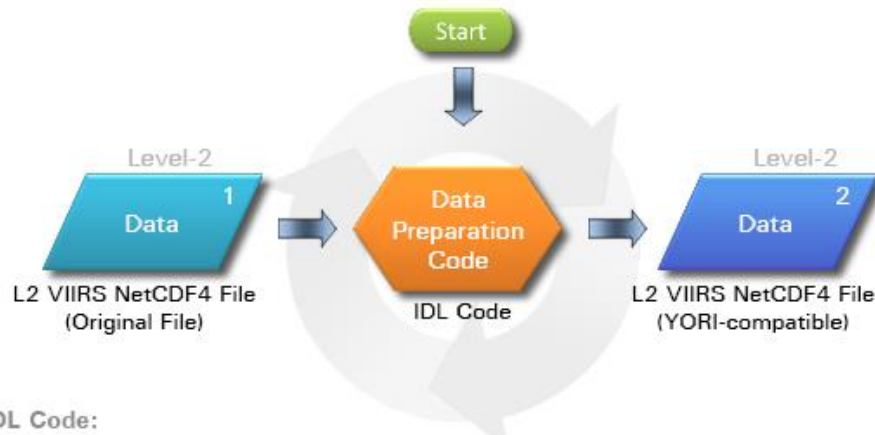 Start
Level-2
Level-2
1
Data
Data
Preparation
Code
2
Data
L2 VIIRS NetCDF4 File
(Original File)
IDL Code
L2 VIIRS NetCDF4 File
(YORI-compatible)
DL Code: